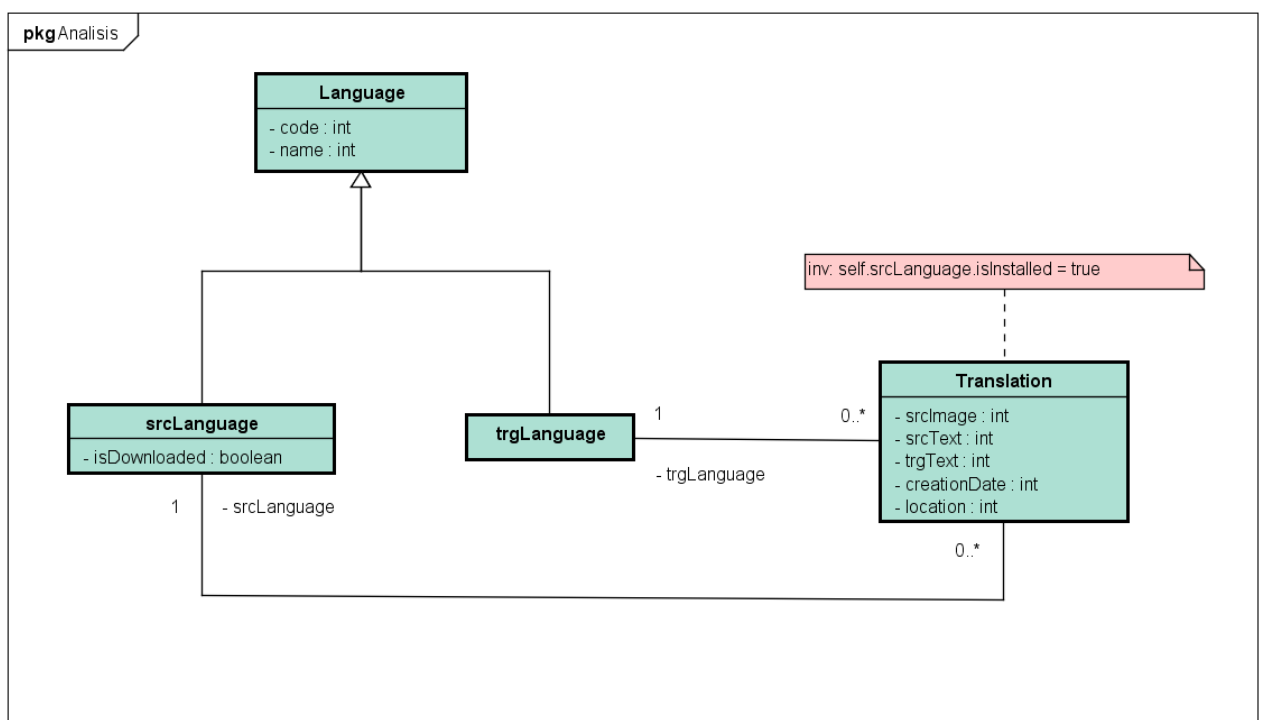 pkg Analisis
Language
- code : int
- name : int
inv: self.srcLanguage.isInstalled = true
Translation
- srcImage : int
- srcText : int
- trgText : int
- creationDate : int
- location : int
srcLanguage
- isDownloaded : boolean
trgLanguage
1
0..*
- trgLanguage
1
- srcLanguage
0..*